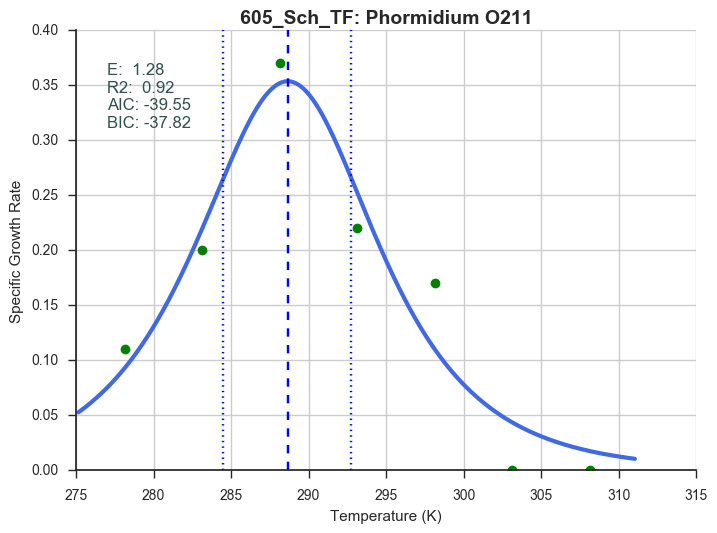 605_Sch_TF: Phormidium O211
E:  1.28
R2:  0.92
AIC: -39.55
BIC: -37.82
Specific Growth Rate
0.40
0.35
0.30
0.25
0.20
0.15
0.10
0.05
0.00
275 280 285 290 295 300 305 310 315
Temperature (K)